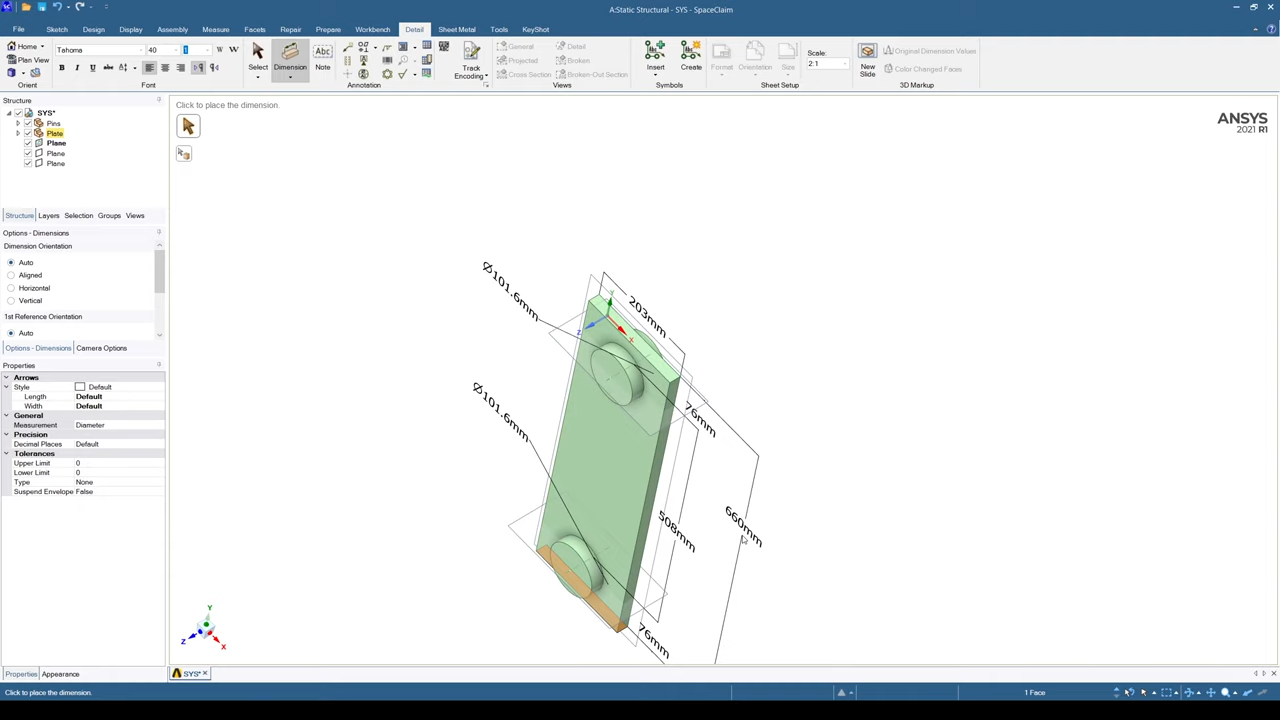 A:Static Structural - SYS - SpaceClaim
File Sketch Design Display Assembly Measure Facets Repair Prepare Workbench Detail Sheet Metal Tools KeyShot
Home
Plan View
Orient
Tahoma 40 1
B I U abc
Font
Select
Dimension
Note
Annotation
Track Encoding
General Detail
Projected Broken
Cross Section Broken-Out Section
Views
Insert Create
Symbols
Format Orientation Size
Scale:
2:1
Sheet Setup
New Slide
Original Dimension Values
Color Changed Faces
3D Markup
Structure
SYS*
Pins
Plate
Plane
Plane
Plane
Structure Layers Selection Groups Views
Options - Dimensions
Dimension Orientation
Auto
Aligned
Horizontal
Vertical
1st Reference Orientation
Auto
Options - Dimensions Camera Options
Properties
Arrows
Style Default
Length Default
Width Default
General
Measurement Diameter
Precision
Decimal Places Default
Tolerances
Upper Limit 0
Lower Limit 0
Type None
Suspend Envelope False
Properties Appearance
Click to place the dimension.
ANSYS
2021 R1
Ø101.6mm
203mm
Y
Z
X
76mm
Ø101.6mm
660mm
508mm
76mm
Y
Z
X
SYS*
Click to place the dimension.
1 Face